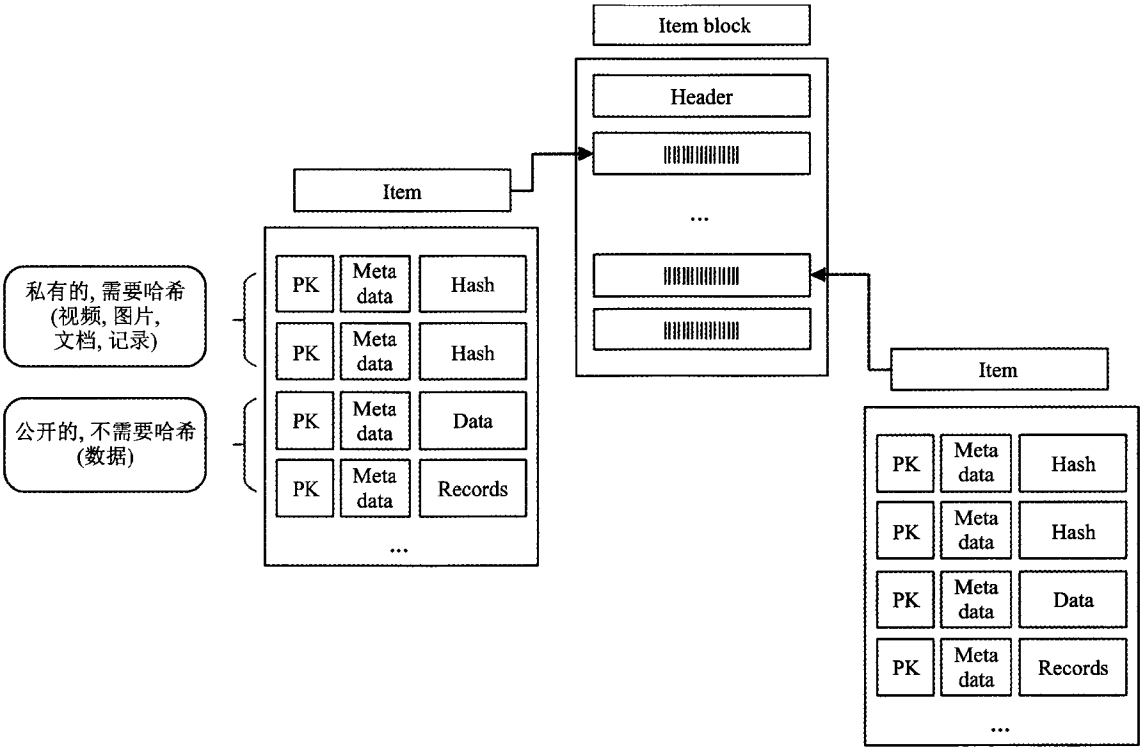 Item block
Header
...
Item
私有的, 需要哈希
(视频, 图片,
文档, 记录)
公开的, 不需要哈希
(数据)
PK
Meta
data
Hash
PK
Meta
data
Hash
PK
Meta
data
Data
PK
Meta
data
Records
...
Item
PK
Meta
data
Hash
PK
Meta
data
Hash
PK
Meta
data
Data
PK
Meta
data
Records
...